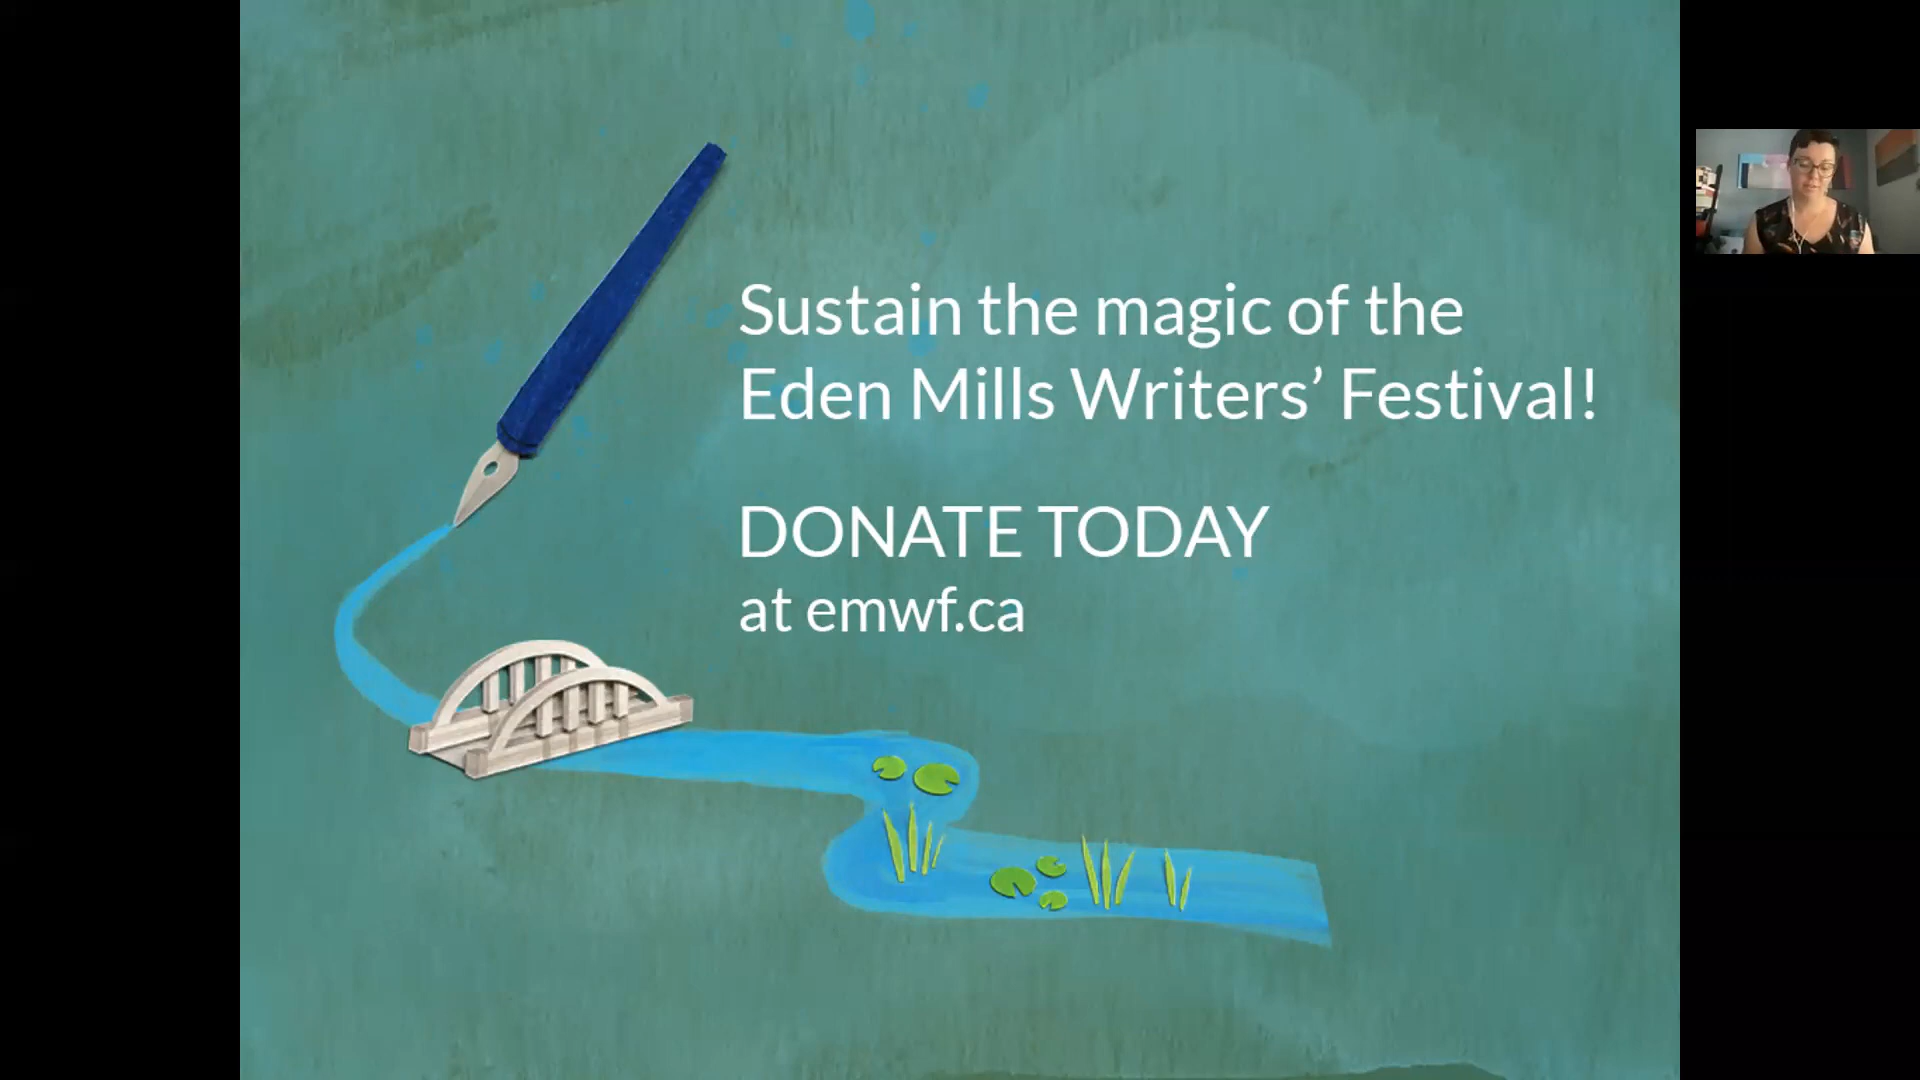 Sustain the magic of the
Eden Mills Writers’ Festival!
DONATE TODAY
at emwf.ca